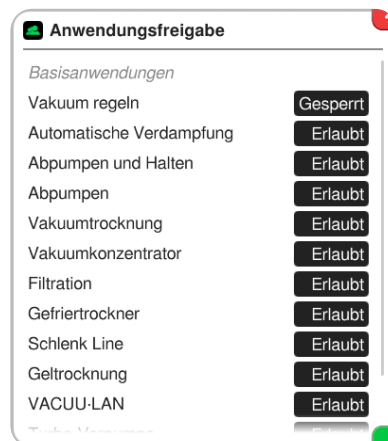 Anwendungsfreigabe
Basisanwendungen
Vakuum regeln Gesperrt
Automatische Verdampfung Erlaubt
Abpumpen und Halten Erlaubt
Abpumpen Erlaubt
Vakuumtrocknung Erlaubt
Vakuumkonzentrator Erlaubt
Filtration Erlaubt
Gefriertrockner Erlaubt
Schlenk Line Erlaubt
Geltrocknung Erlaubt
VACUU·LAN Erlaubt